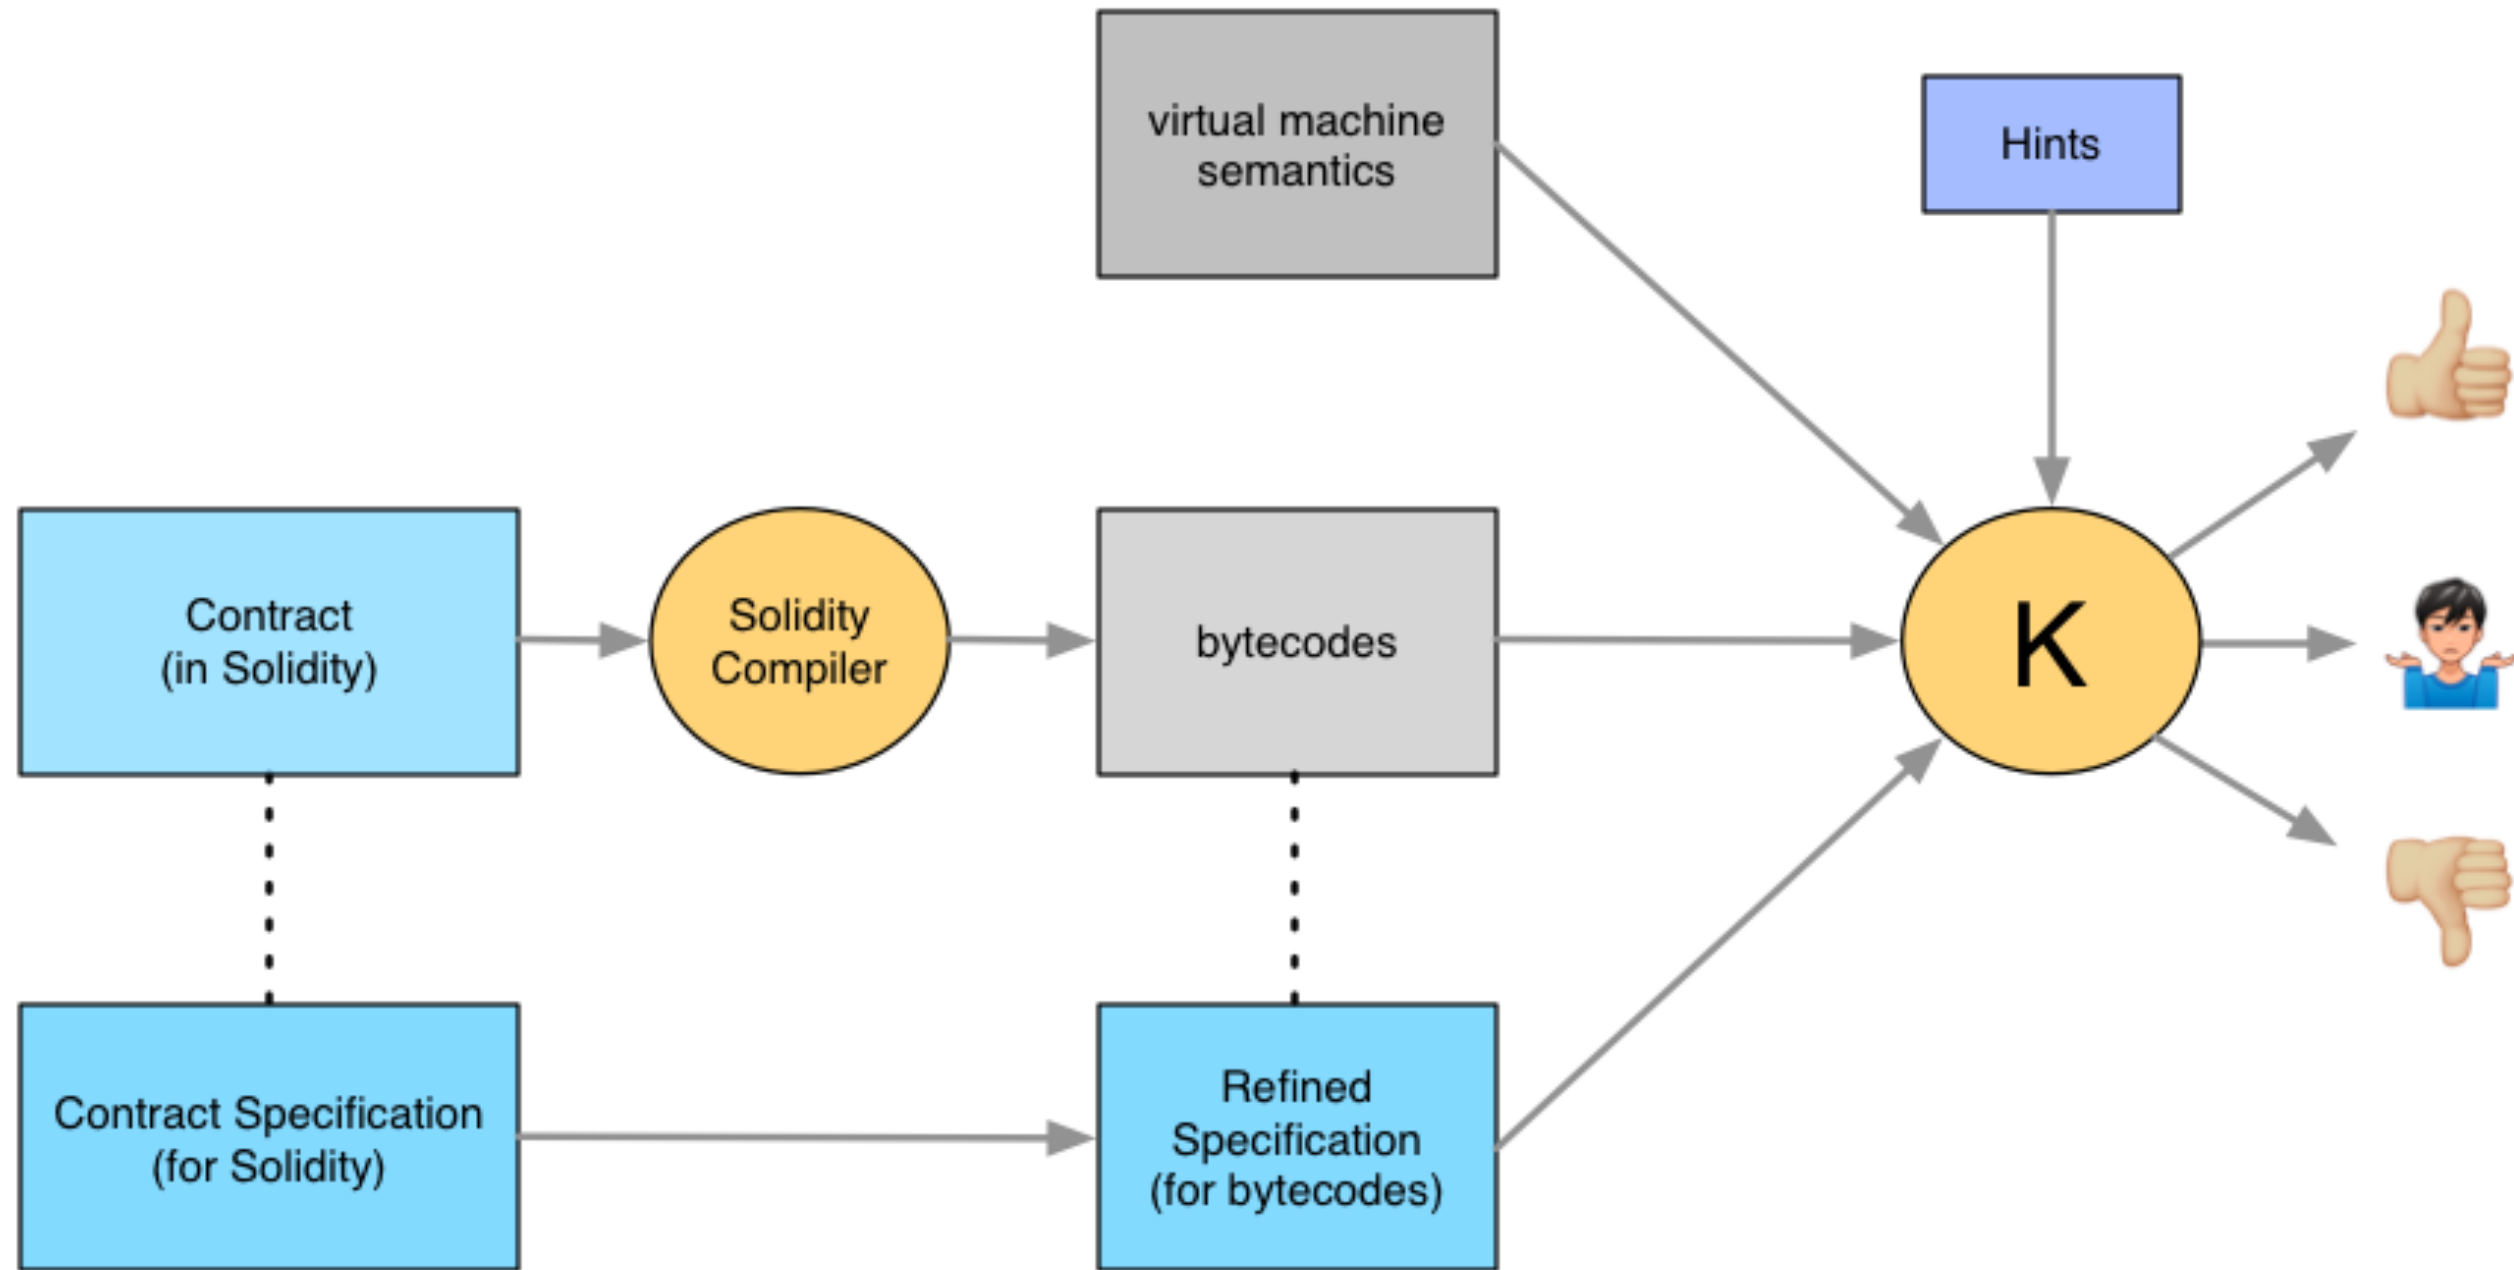 virtual machine
semantics
Hints
Contract
(in Solidity)
Solidity
Compiler
bytecodes
K
Contract Specification
(for Solidity)
Refined
Specification
(for bytecodes)